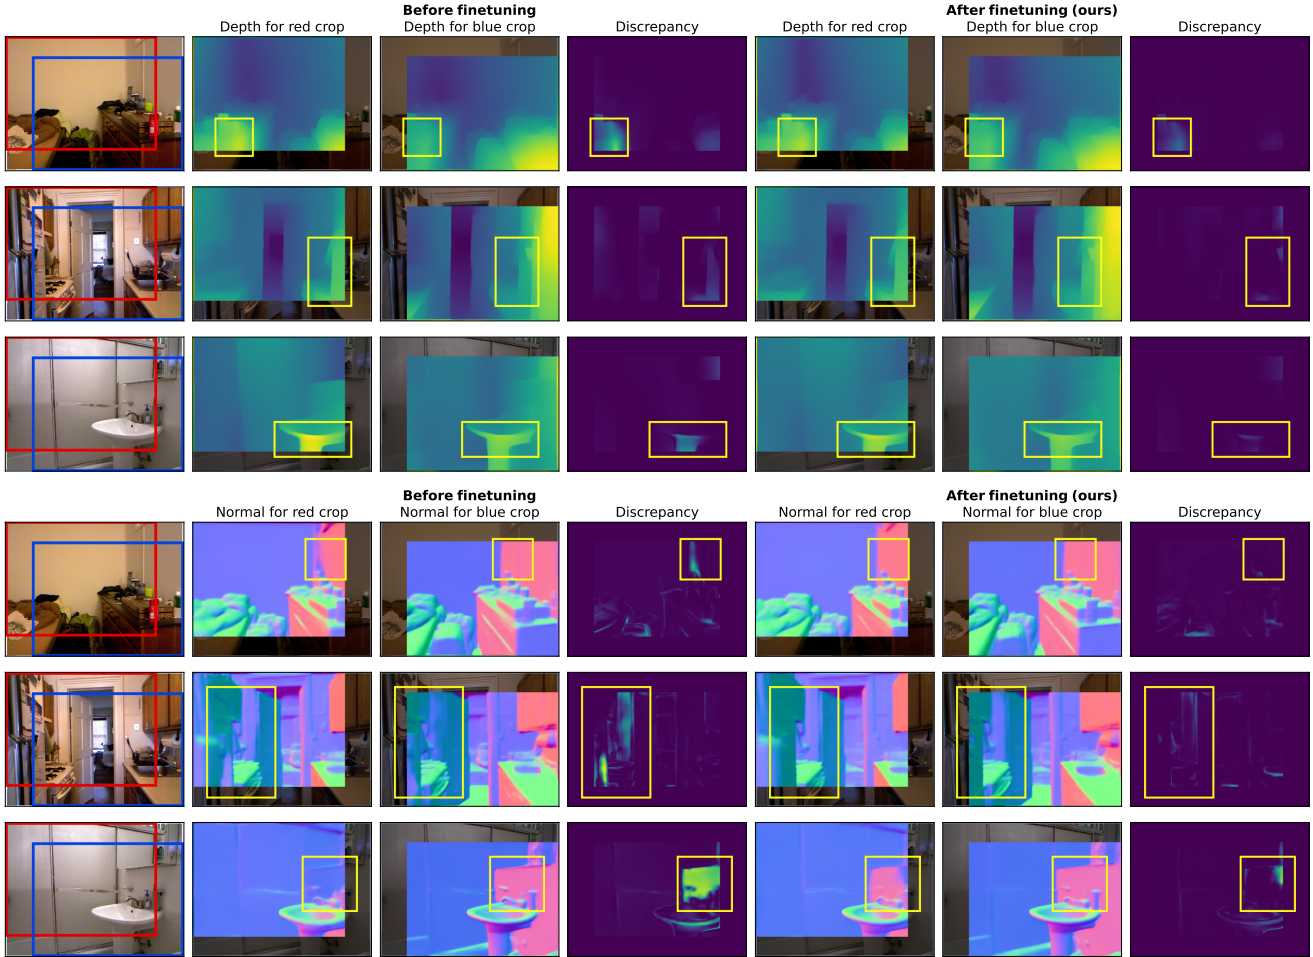 Before finetuning
After finetuning (ours)
Depth for red crop
Depth for blue crop
Discrepancy
Depth for red crop
Depth for blue crop
Discrepancy
Before finetuning
After finetuning (ours)
Normal for red crop
Normal for blue crop
Discrepancy
Normal for red crop
Normal for blue crop
Discrepancy